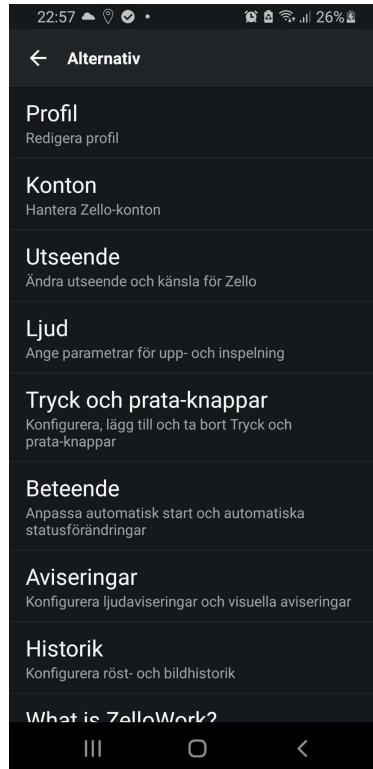 22:57 26%
Alternativ
Profil
Redigera profil
Konton
Hantera Zello-konton
Utseende
Ändra utseende och känsla för Zello
Ljud
Ange parametrar för upp- och inspelning
Tryck och prata-knappar
Konfigurera, lägg till och ta bort Tryck och
prata-knappar
Beteende
Anpassa automatisk start och automatiska
statusförändringar
Aviseringar
Konfigurera ljudaviseringar och visuella aviseringar
Historik
Konfigurera röst- och bildhistorik
What is ZelloWork?